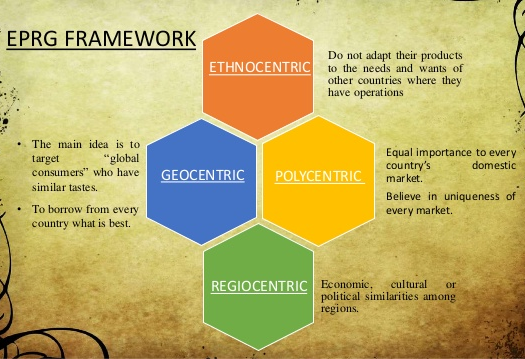 EPRG FRAMEWORK
ETHNOCENTRIC
Do not adapt their products
to the needs and wants of
other countries where they
have operations
• The main idea is to
target "global
consumers" who have
similar tastes.
• To borrow from every
country what is best.
GEOCENTRIC
POLYCENTRIC
Equal importance to every
country's domestic
market.
Believe in uniqueness of
every market.
REGIOCENTRIC
Economic, cultural or
political similarities among
regions.